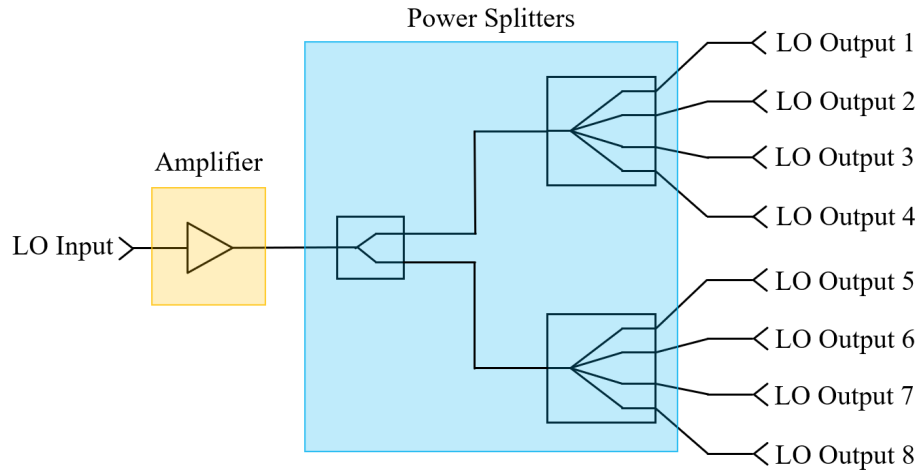 Power Splitters
Amplifier
LO Input
LO Output 1
LO Output 2
LO Output 3
LO Output 4
LO Output 5
LO Output 6
LO Output 7
LO Output 8